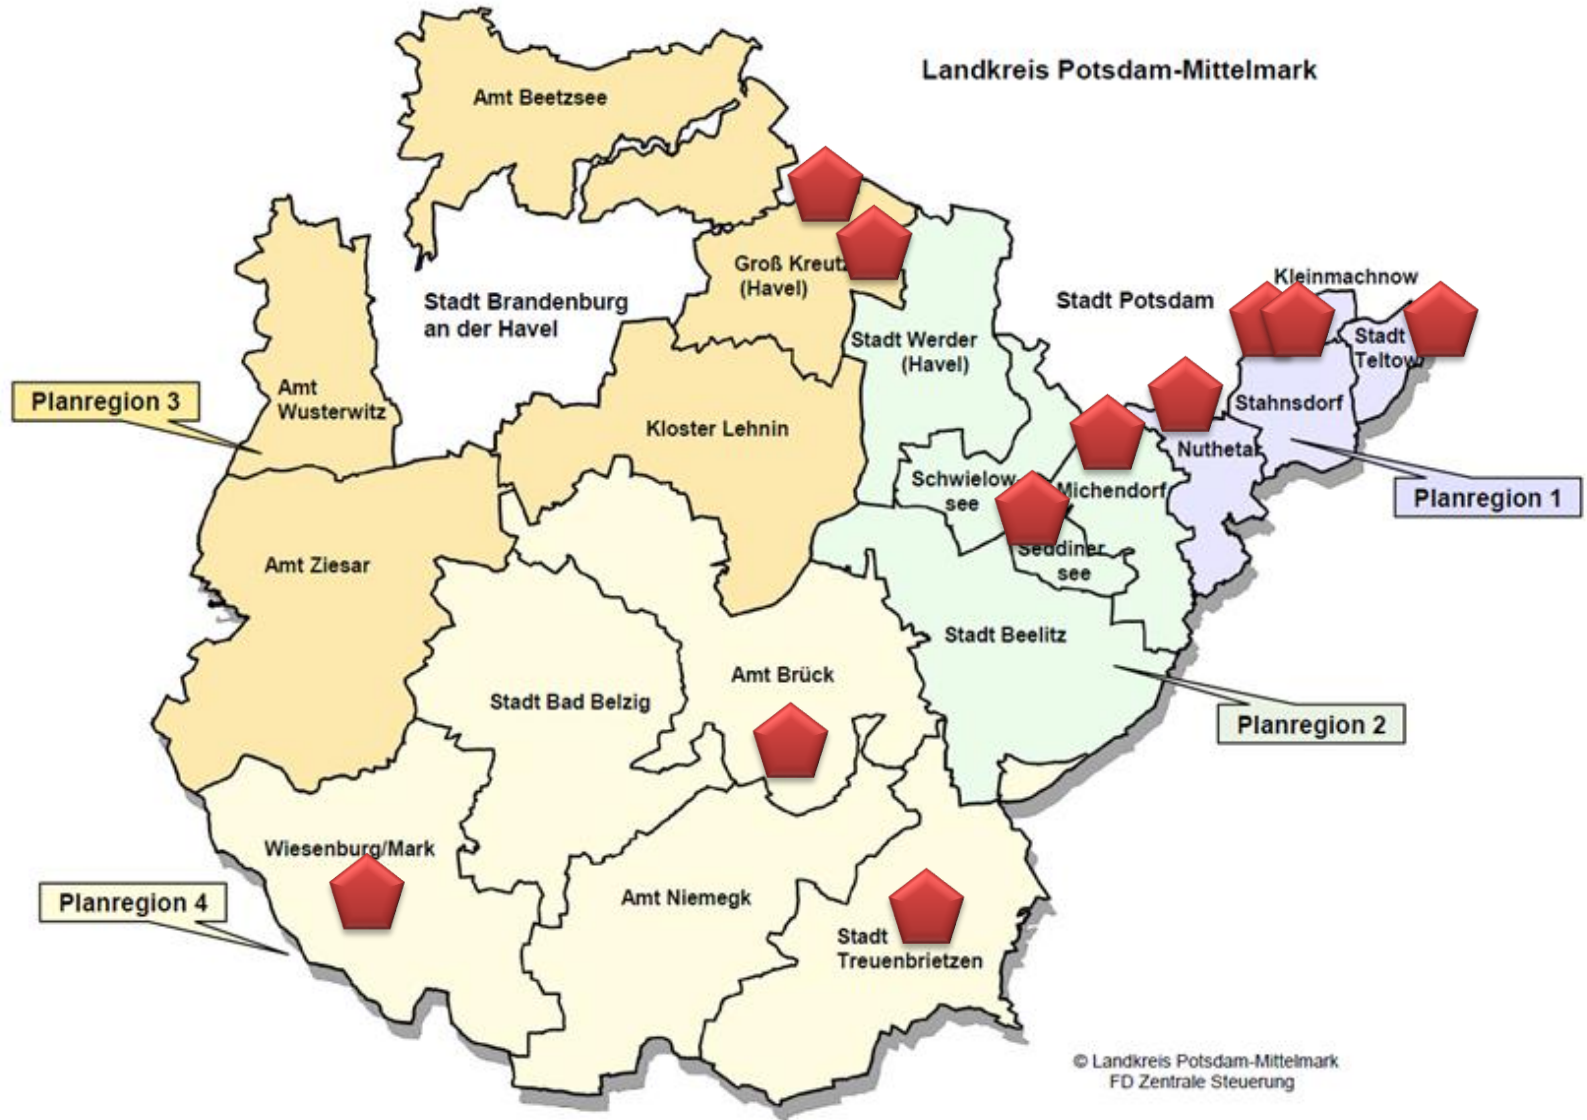 Landkreis Potsdam-Mittelmark
Amt Beetzsee
Groß Kreutz
(Havel)
Kleinmachnow
Stadt Brandenburg
an der Havel
Stadt Potsdam
Stadt Werder
(Havel)
Stadt
Teltow
Amt
Wusterwitz
Planregion 3
Kloster Lehnin
Stahnsdorf
Nuthetal
Schwielow-
see
Michendorf
Planregion 1
Seddiner
see
Amt Ziesar
Stadt Beelitz
Amt Brück
Stadt Bad Belzig
Planregion 2
Wiesenburg/Mark
Planregion 4
Amt Niemegk
Stadt
Treuenbrietzen
© Landkreis Potsdam-Mittelmark
FD Zentrale Steuerung